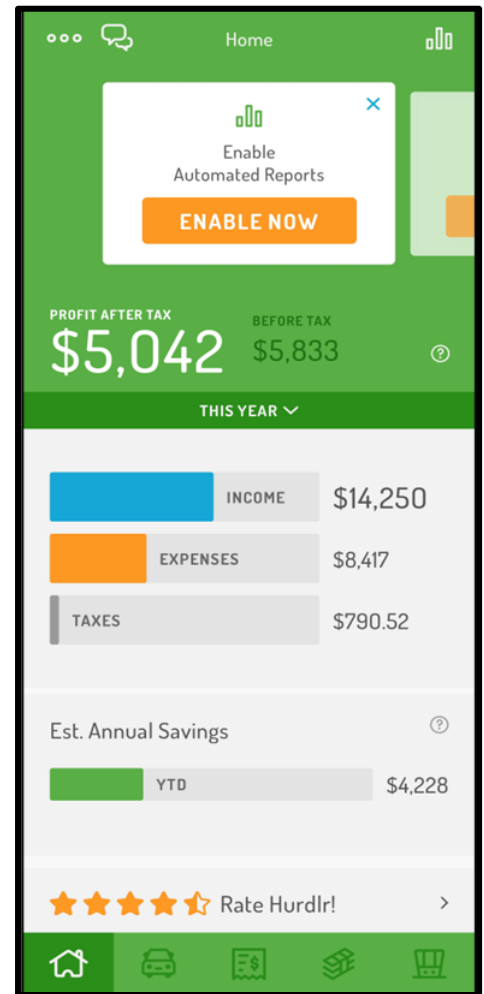 Home
Enable
Automated Reports
ENABLE NOW
PROFIT AFTER TAX
$5,042
BEFORE TAX
$5,833
THIS YEAR
INCOME $14,250
EXPENSES $8,417
TAXES $790.52
Est. Annual Savings
YTD $4,228
Rate Hurdlr!